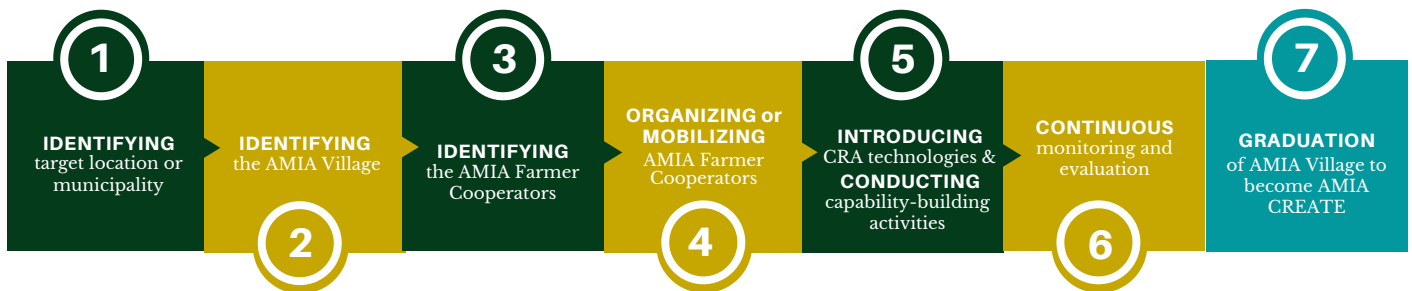 1
IDENTIFYING
target location or
municipality
IDENTIFYING
the AMIA Village
2
3
IDENTIFYING
the AMIA Farmer
Cooperators
ORGANIZING or
MOBILIZING
AMIA Farmer
Cooperators
4
5
INTRODUCING
CRA technologies &
CONDUCTING
capability-building
activities
CONTINUOUS
monitoring and
evaluation
6
7
GRADUATION
of AMIA Village to
become AMIA
CREATE